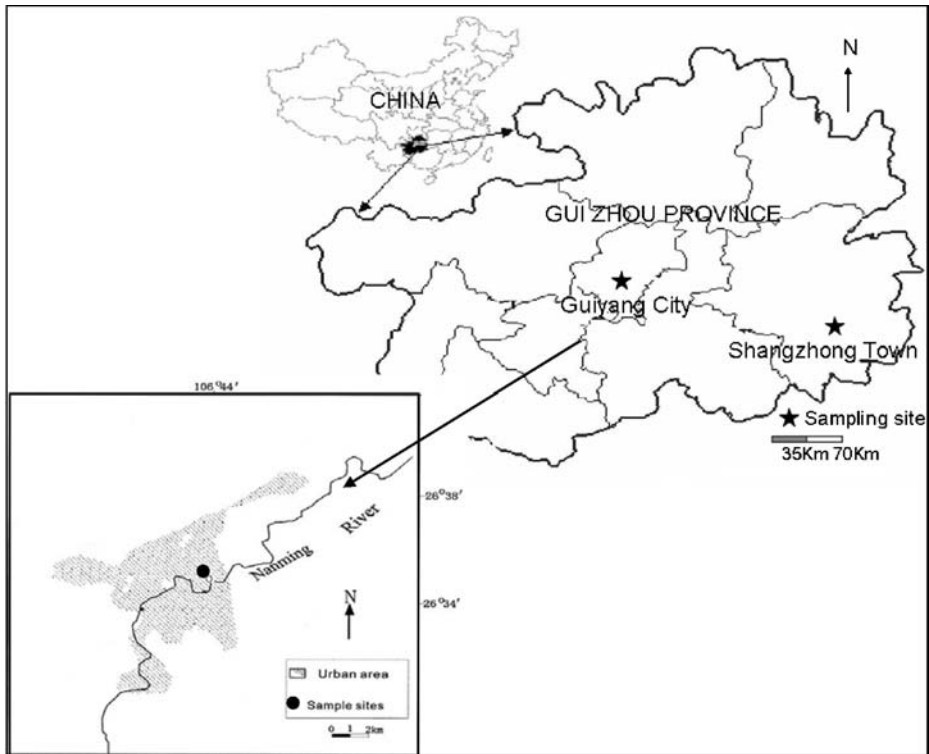 N
CHINA
GUI ZHOU PROVINCE
Guiyang City
Shangzhong Town
Sampling site
35Km 70Km
106°44′
26°38′
River
Nanming
26°34′
N
Urban area
Sample sites
0 1 2km